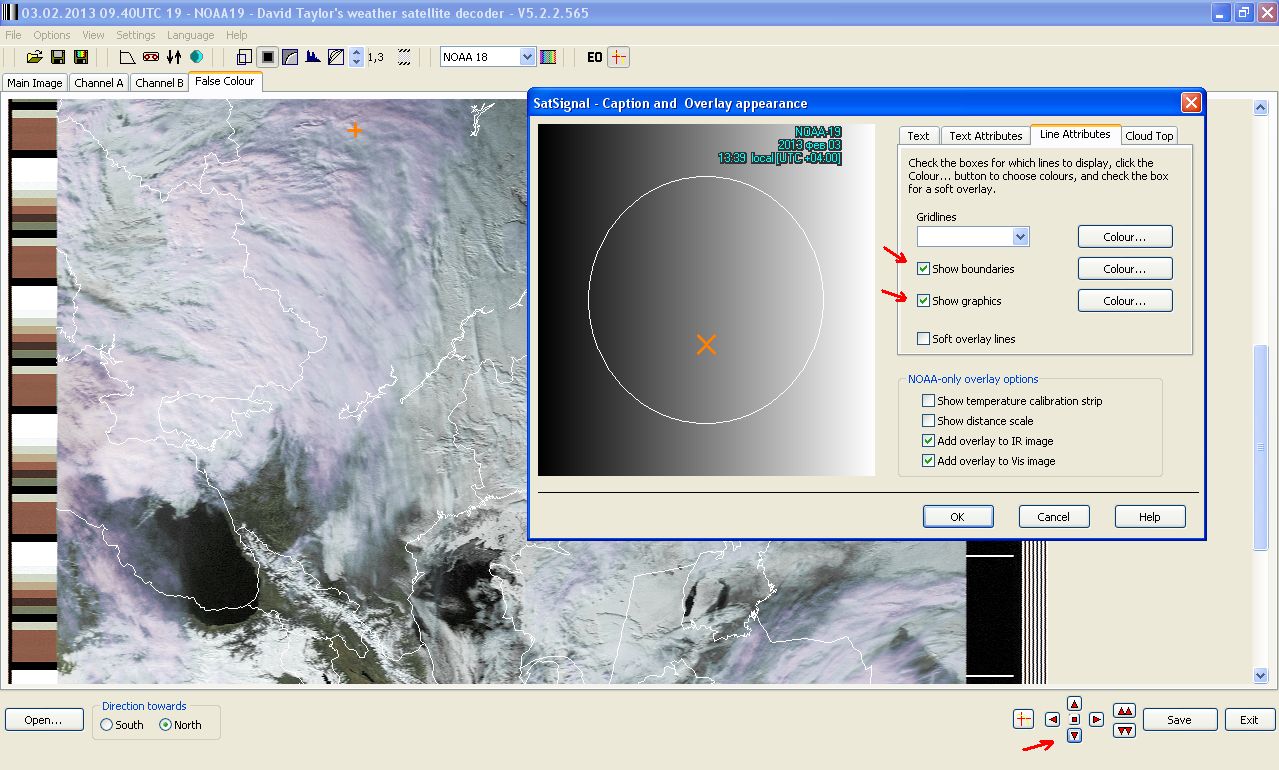 03.02.2013 09.40UTC 19 - NOAA19 - David Taylor's weather satellite decoder - V5.2.2.565
File Options View Settings Language Help
1,3 NOAA 18 EO
Main Image Channel A Channel B False Colour
SatSignal - Caption and Overlay appearance
NOAA-19
2013 фев 03
13:39 local [UTC +04:00]
Text Text Attributes Line Attributes Cloud Top
Check the boxes for which lines to display, click the
Colour... button to choose colours, and check the box
for a soft overlay.
Gridlines
Colour...
Show boundaries Colour...
Show graphics Colour...
Soft overlay lines
NOAA-only overlay options
Show temperature calibration strip
Show distance scale
Add overlay to IR image
Add overlay to Vis image
OK Cancel Help
Open... Direction towards
South North
Save Exit